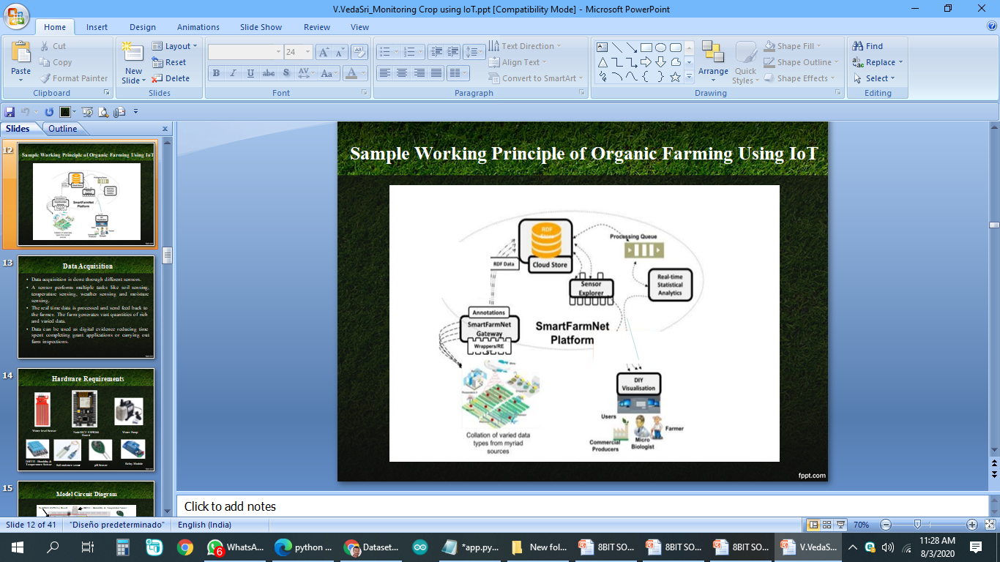 V.VedaSri_Monitoring Crop using IoT.ppt [Compatibility Mode] - Microsoft PowerPoint
Home Insert Design Animations Slide Show Review View
Paste
Cut
Copy
Format Painter
Clipboard
New Slide
Layout
Reset
Delete
Slides
24
B I U abc S AV Aa A
Font
Text Direction
Align Text
Convert to SmartArt
Paragraph
Arrange
Quick Styles
Shape Fill
Shape Outline
Shape Effects
Drawing
Find
Replace
Select
Editing
Slides Outline x
12
Sample Working Principle of Organic Farming Using IoT
SmartFarmNet
Platform
13
Data Acquisition
• Data acquisition is done through different sensors.
• A sensor performs multiple tasks like soil sensing,
temperature sensing, weather sensing and moisture
sensing.
• The real time data is processed and send feed back to
the farmer. The farm generates vast quantities of rich
and varied data.
• Data can be used as digital evidence reducing time
spent completing grant applications or carrying out
farm inspections.
14
Hardware Requirements
Water level Sensor
NodeMCU ESP8266
Board
Water Pump
DHT11 - Humidity &
Temperature Sensor
Soil moisture sensor
pH Sensor
Relay Module
15
Model Circuit Diagram
Sample Working Principle of Organic Farming Using IoT
RDF
Store
Cloud Store
RDF Data
Processing Queue
Sensor
Explorer
Real-time
Statistical
Analytics
Annotations
SmartFarmNet
Gateway
Wrappers/RE
ST
SmartFarmNet
Platform
DIY
Visualisation
Users
Farmer
Commercial
Producers
Micro
Biologist
Collation of varied data
types from myriad
sources
fppt.com
Click to add notes
Slide 12 of 41 "Diseño predeterminado" English (India) 70%
6 WhatsA... python ... Dataset... *app.py... New fol... 8BIT SO... 8BIT SO... 8BIT SO... V.VedaS...
11:28 AM
8/3/2020